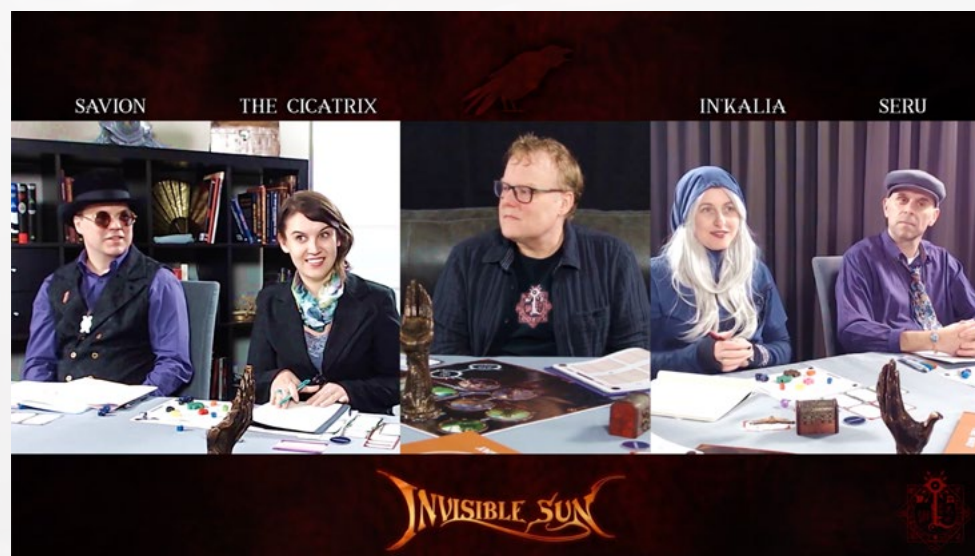 SAVION
THE CICATRIX
IN'KALIA
SERU
INVISIBLE SUN